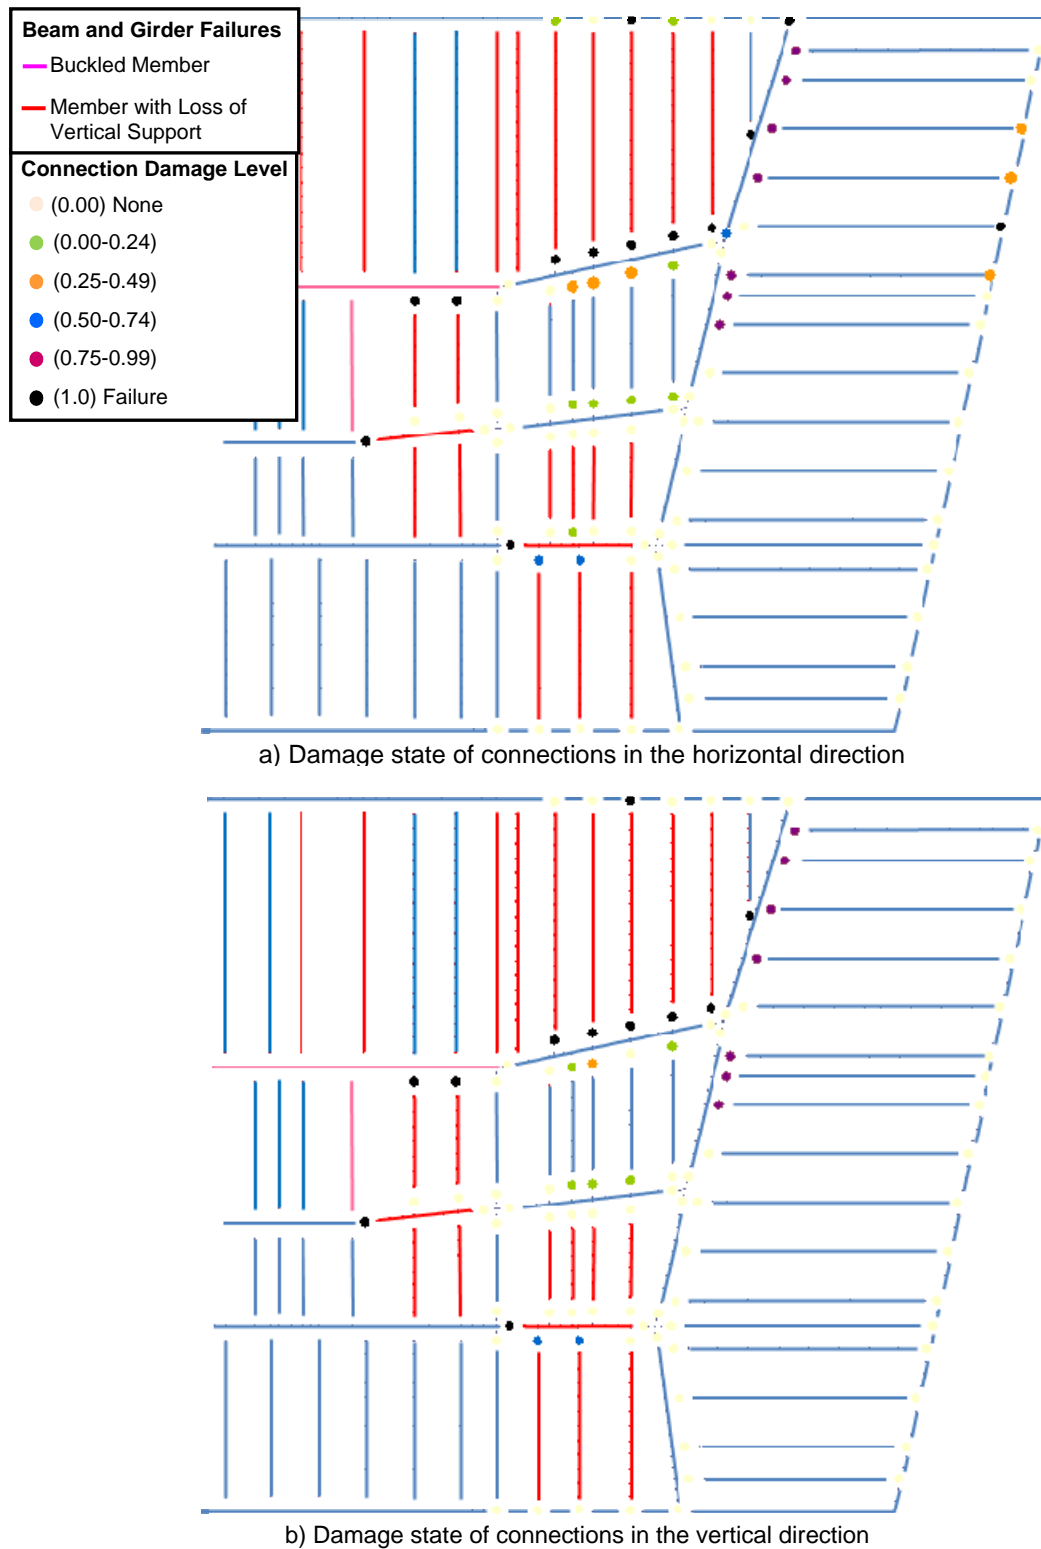 Beam and Girder Failures
Buckled Member
Member with Loss of
Vertical Support
Connection Damage Level
(0.00) None
(0.00-0.24)
(0.25-0.49)
(0.50-0.74)
(0.75-0.99)
(1.0) Failure
a) Damage state of connections in the horizontal direction
b) Damage state of connections in the vertical direction